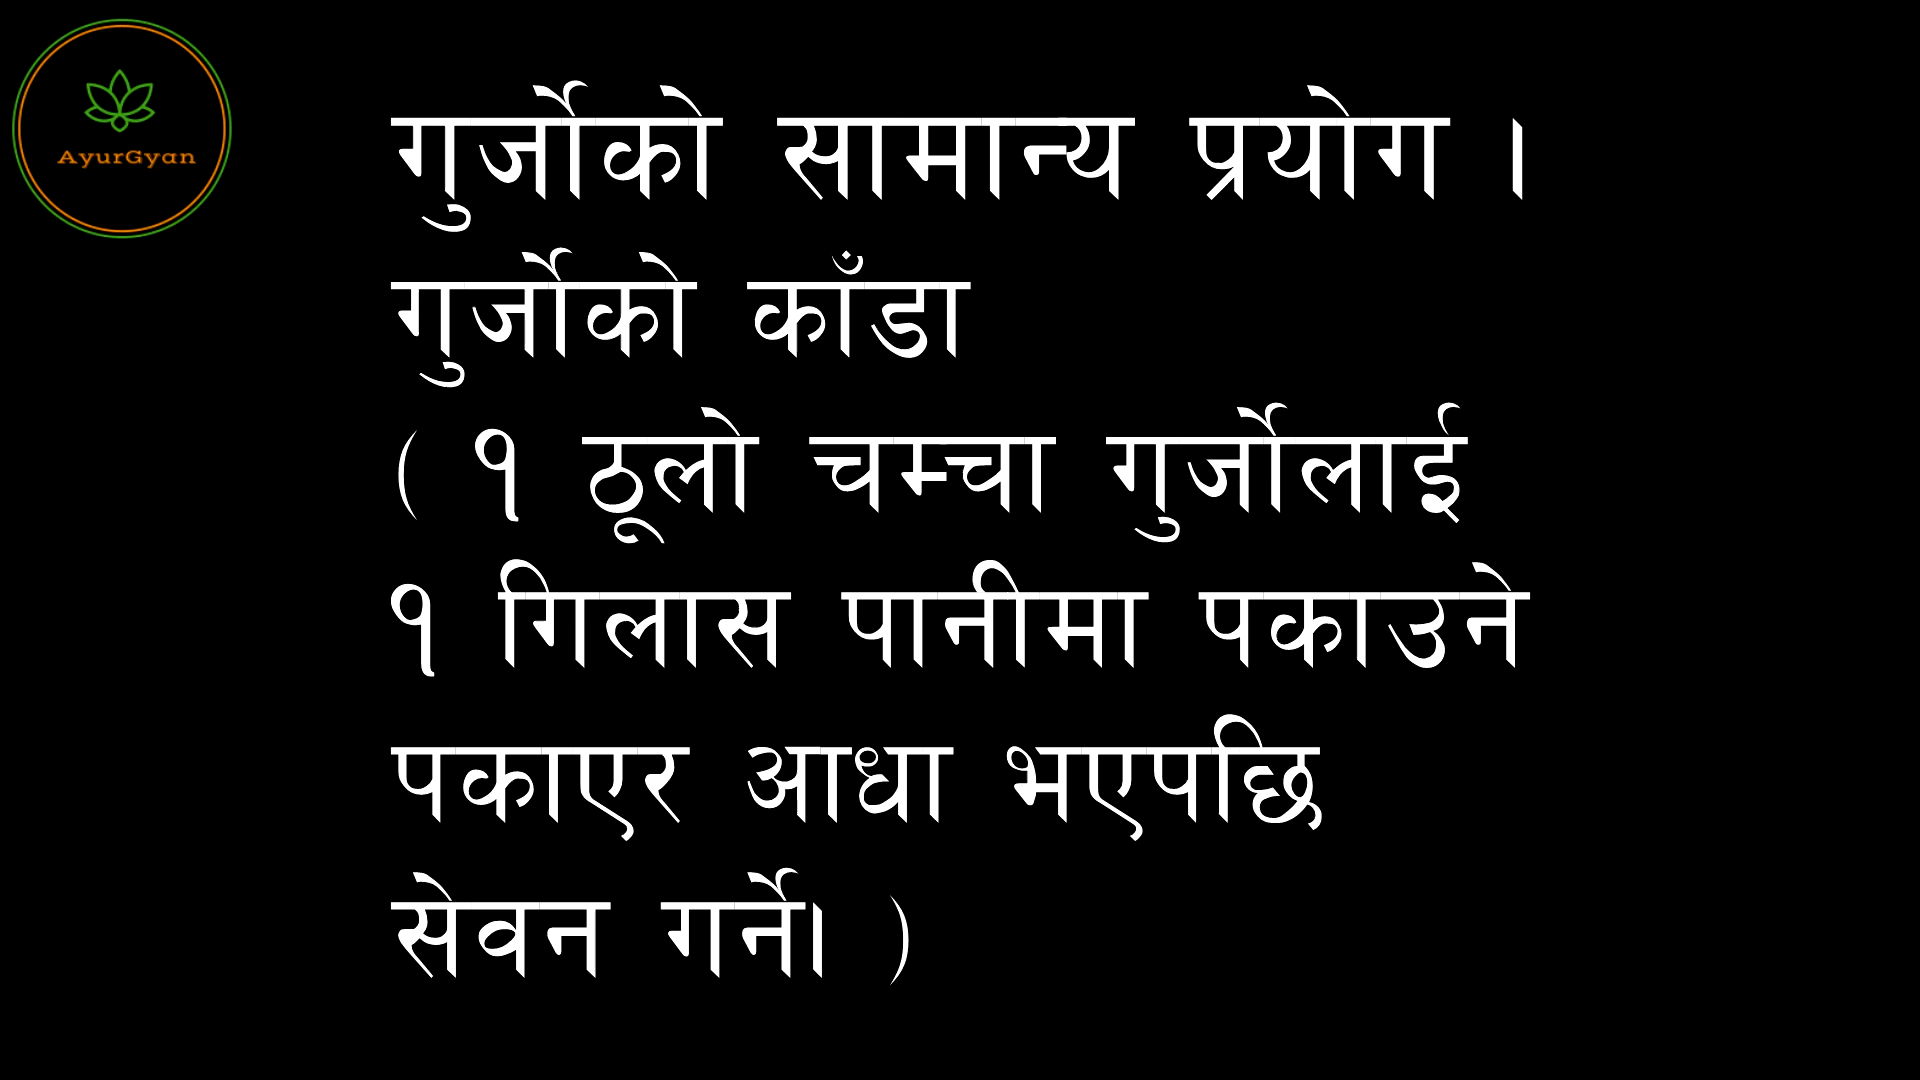 AyurGyan
गुर्जोको सामान्य प्रयोग ।
गुर्जोको काँडा
( १ ठूलो चम्चा गुर्जोलाई
१ गिलास पानीमा पकाउने
पकाएर आधा भएपछि
सेवन गर्ने। )